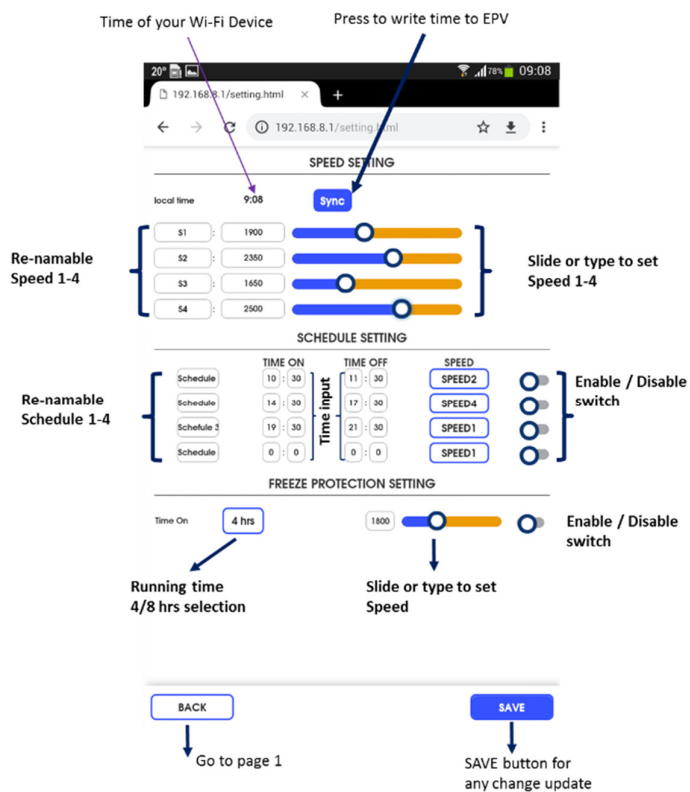 Time of your Wi-Fi Device
Press to write time to EPV
20° 78% 09:08
192.168.8.1/setting.html × +
192.168.8.1/setting.html
SPEED SETTING
local time 9:08 Sync
Re-namable
Speed 1-4
S1 : 1900
S2 : 2350
S3 : 1650
S4 : 2500
Slide or type to set
Speed 1-4
SCHEDULE SETTING
TIME ON TIME OFF SPEED
Re-namable
Schedule 1-4
Schedule 10 : 30 11 : 30 SPEED2
Schedule 14 : 30 17 : 30 SPEED4
Schefule 3 19 : 30 21 : 30 SPEED1
Schedule 0 : 0 0 : 0 SPEED1
Time input
Enable / Disable
switch
FREEZE PROTECTION SETTING
Time On 4 hrs 1800
Enable / Disable
switch
Running time
4/8 hrs selection
Slide or type to set
Speed
BACK SAVE
Go to page 1
SAVE button for
any change update